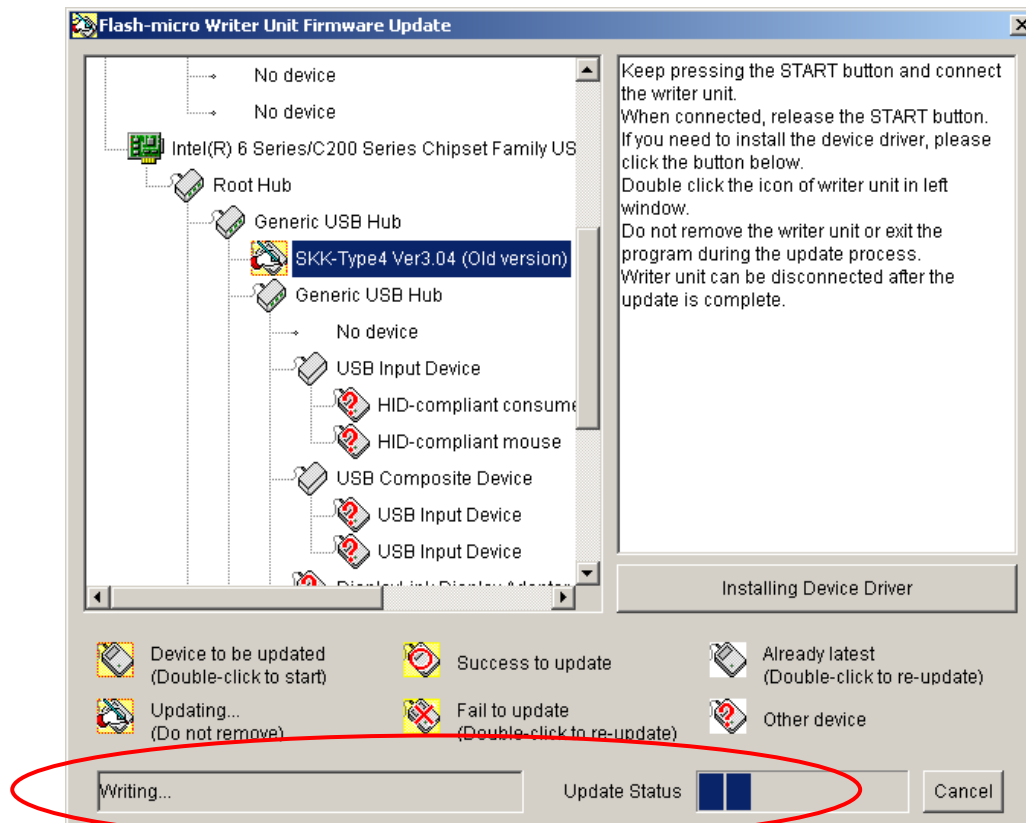 Flash-micro Writer Unit Firmware Update
No device
No device
Intel(R) 6 Series/C200 Series Chipset Family US
Root Hub
Generic USB Hub
SKK-Type4 Ver3.04 (Old version)
Generic USB Hub
No device
USB Input Device
HID-compliant consume
HID-compliant mouse
USB Composite Device
USB Input Device
USB Input Device
DisplayLink Display Adapter
Keep pressing the START button and connect
the writer unit.
When connected, release the START button.
If you need to install the device driver, please
click the button below.
Double click the icon of writer unit in left
window.
Do not remove the writer unit or exit the
program during the update process.
Writer unit can be disconnected after the
update is complete.
Installing Device Driver
Device to be updated
(Double-click to start)
Success to update
Already latest
(Double-click to re-update)
Updating...
(Do not remove)
Fail to update
(Double-click to re-update)
Other device
Writing...
Update Status
Cancel